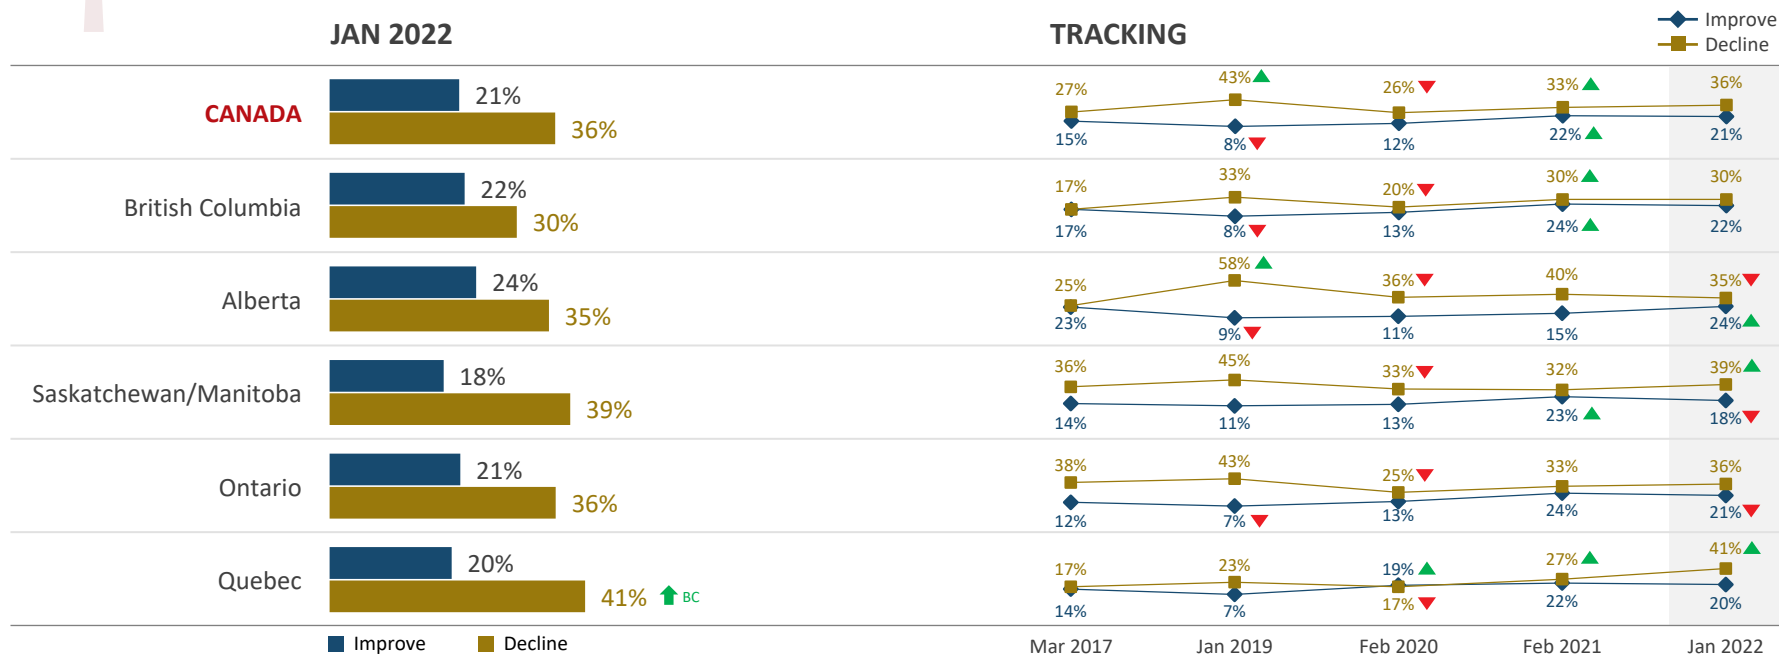 JAN 2022
TRACKING
Improve
Decline
CANADA
21%
36%
27% 43% 26% 33% 36%
15% 8% 12% 22% 21%
British Columbia
22%
30%
17% 33% 20% 30% 30%
17% 8% 13% 24% 22%
Alberta
24%
35%
25% 58% 36% 40% 35%
23% 9% 11% 15% 24%
Saskatchewan/Manitoba
18%
39%
36% 45% 33% 32% 39%
14% 11% 13% 23% 18%
Ontario
21%
36%
38% 43% 25% 33% 36%
12% 7% 13% 24% 21%
Quebec
20%
41% BC
17% 23% 19% 27% 41%
14% 7% 17% 22% 20%
Improve Decline
Mar 2017 Jan 2019 Feb 2020 Feb 2021 Jan 2022